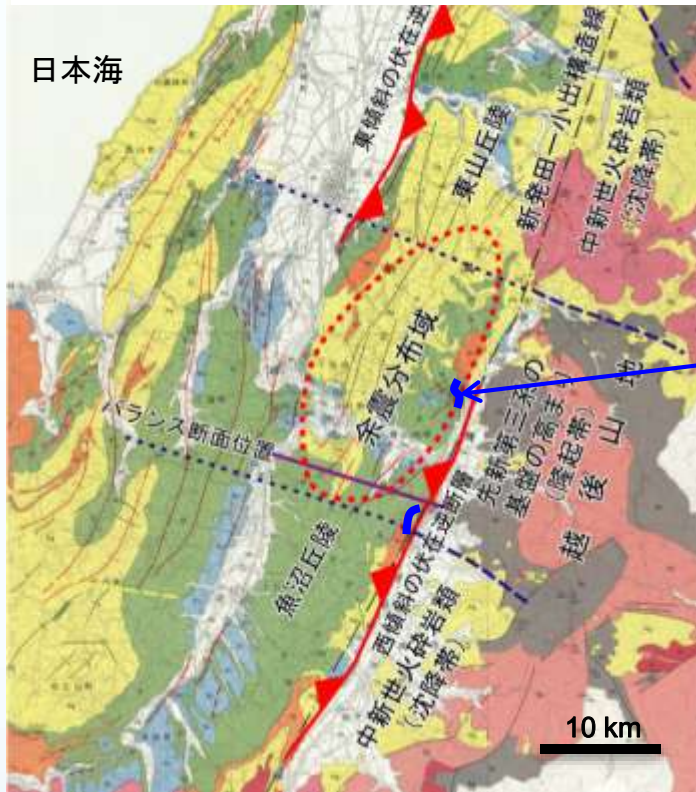 日本海
東傾斜の伏在逆
東山丘陵
新発田ー小出構造線
中新世火砕岩類
（沈降帯）
余震分布域
バランス断面位置
先新第三系の
基盤の高まり
（隆起帯）
越後山地
魚沼丘陵
西傾斜の伏在逆断層
中新世火砕岩類
（沈降帯）
10 km